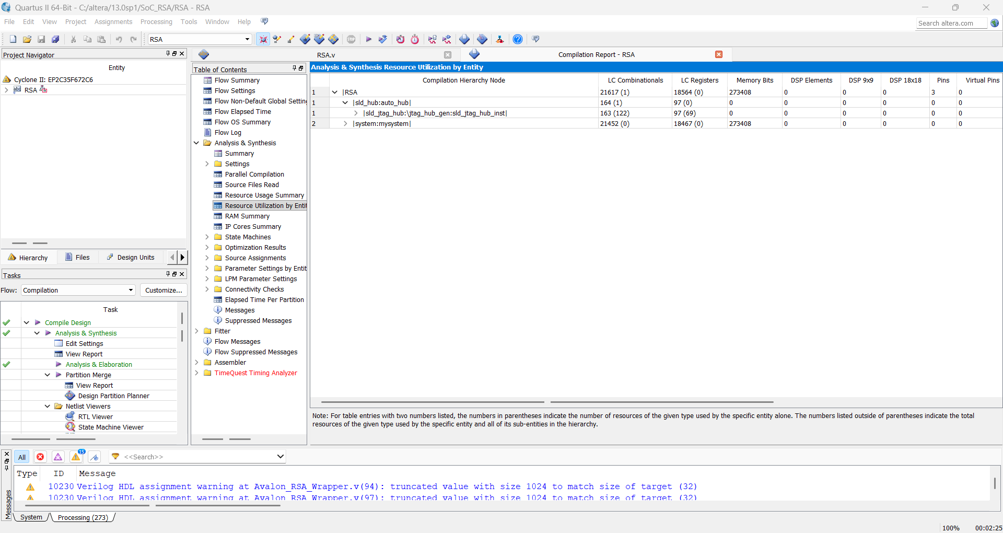 Quartus II 64-Bit - C:/altera/13.0sp1/SoC_RSA/RSA - RSA
File Edit View Project Assignments Processing Tools Window Help
Search altera.com
RSA
Project Navigator
Entity
Cyclone II: EP2C35F672C6
RSA
Hierarchy Files Design Units
Tasks
Flow: Compilation Customize...
Task
Compile Design
Analysis & Synthesis
Edit Settings
View Report
Analysis & Elaboration
Partition Merge
View Report
Design Partition Planner
Netlist Viewers
RTL Viewer
State Machine Viewer
RSA.v
Compilation Report - RSA
Table of Contents
Flow Summary
Flow Settings
Flow Non-Default Global Settin
Flow Elapsed Time
Flow OS Summary
Flow Log
Analysis & Synthesis
Summary
Settings
Parallel Compilation
Source Files Read
Resource Usage Summary
Resource Utilization by Entit
RAM Summary
IP Cores Summary
State Machines
Optimization Results
Source Assignments
Parameter Settings by Entit
LPM Parameter Settings
Connectivity Checks
Elapsed Time Per Partition
Messages
Suppressed Messages
Fitter
Flow Messages
Flow Suppressed Messages
Assembler
TimeQuest Timing Analyzer
Analysis & Synthesis Resource Utilization by Entity
Compilation Hierarchy Node LC Combinationals LC Registers Memory Bits DSP Elements DSP 9x9 DSP 18x18 Pins Virtual Pins
1 |RSA 21617 (1) 18564 (0) 273408 0 0 0 3 0
1 |sld_hub:auto_hub| 164 (1) 97 (0) 0 0 0 0 0 0
1 |sld_jtag_hub:\jtag_hub_gen:sld_jtag_hub_inst| 163 (122) 97 (69) 0 0 0 0 0 0
2 |system:mysystem| 21452 (0) 18467 (0) 273408 0 0 0 0 0
Note: For table entries with two numbers listed, the numbers in parentheses indicate the number of resources of the given type used by the specific entity alone. The numbers listed outside of parentheses indicate the total
resources of the given type used by the specific entity and all of its sub-entities in the hierarchy.
All <<Search>>
Type ID Message
10230 Verilog HDL assignment warning at Avalon_RSA_Wrapper.v(94): truncated value with size 1024 to match size of target (32)
10230 Verilog HDL assignment warning at Avalon_RSA_Wrapper.v(97): truncated value with size 1024 to match size of target (32)
Messages
System Processing (273)
100% 00:02:25